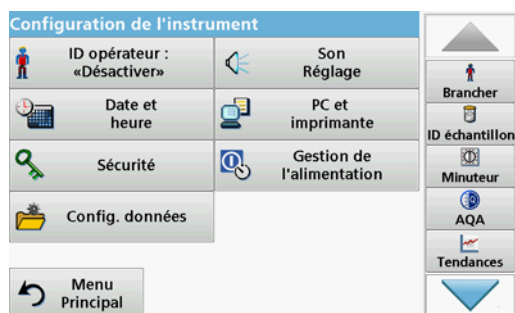 Configuration de l'instrument
ID opérateur :
«Désactiver»
Son
Réglage
Date et
heure
PC et
imprimante
Sécurité
Gestion de
l'alimentation
Config. données
Menu
Principal
Brancher
ID échantillon
Minuteur
AQA
Tendances